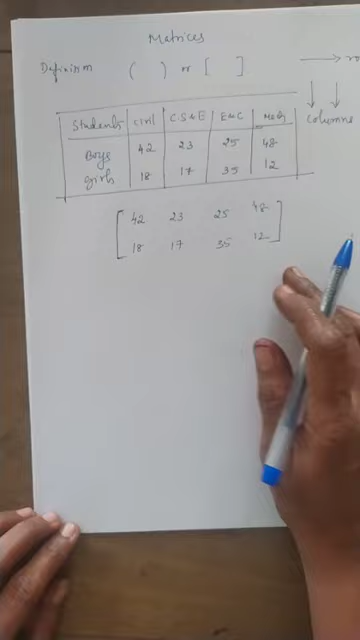 Matrices
Definism ( ) or [ ]
columns
Students Civil C.S&E E&C Mech
Boys 42 23 25 48
girls 18 17 35 12
[ 42 23 25 48
18 17 35 12 ]